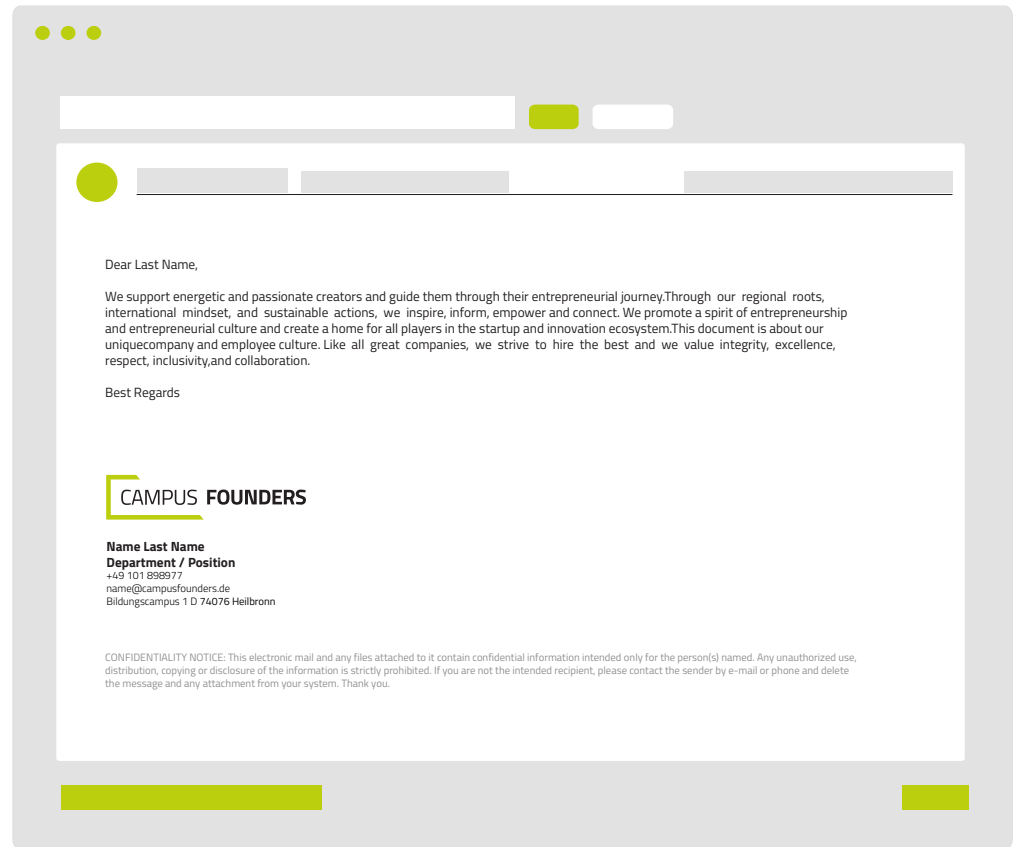 Dear Last Name,
We support energetic and passionate creators and guide them through their entrepreneurial journey.Through our regional roots,
international mindset, and sustainable actions, we inspire, inform, empower and connect. We promote a spirit of entrepreneurship
and entrepreneurial culture and create a home for all players in the startup and innovation ecosystem.This document is about our
uniquecompany and employee culture. Like all great companies, we strive to hire the best and we value integrity, excellence,
respect, inclusivity,and collaboration.
Best Regards
CAMPUS FOUNDERS
Name Last Name
Department / Position
+49 101 898977
name@campusfounders.de
Bildungscampus 1 D 74076 Heilbronn
CONFIDENTIALITY NOTICE: This electronic mail and any files attached to it contain confidential information intended only for the person(s) named. Any unauthorized use,
distribution, copying or disclosure of the information is strictly prohibited. If you are not the intended recipient, please contact the sender by e-mail or phone and delete
the message and any attachment from your system. Thank you.